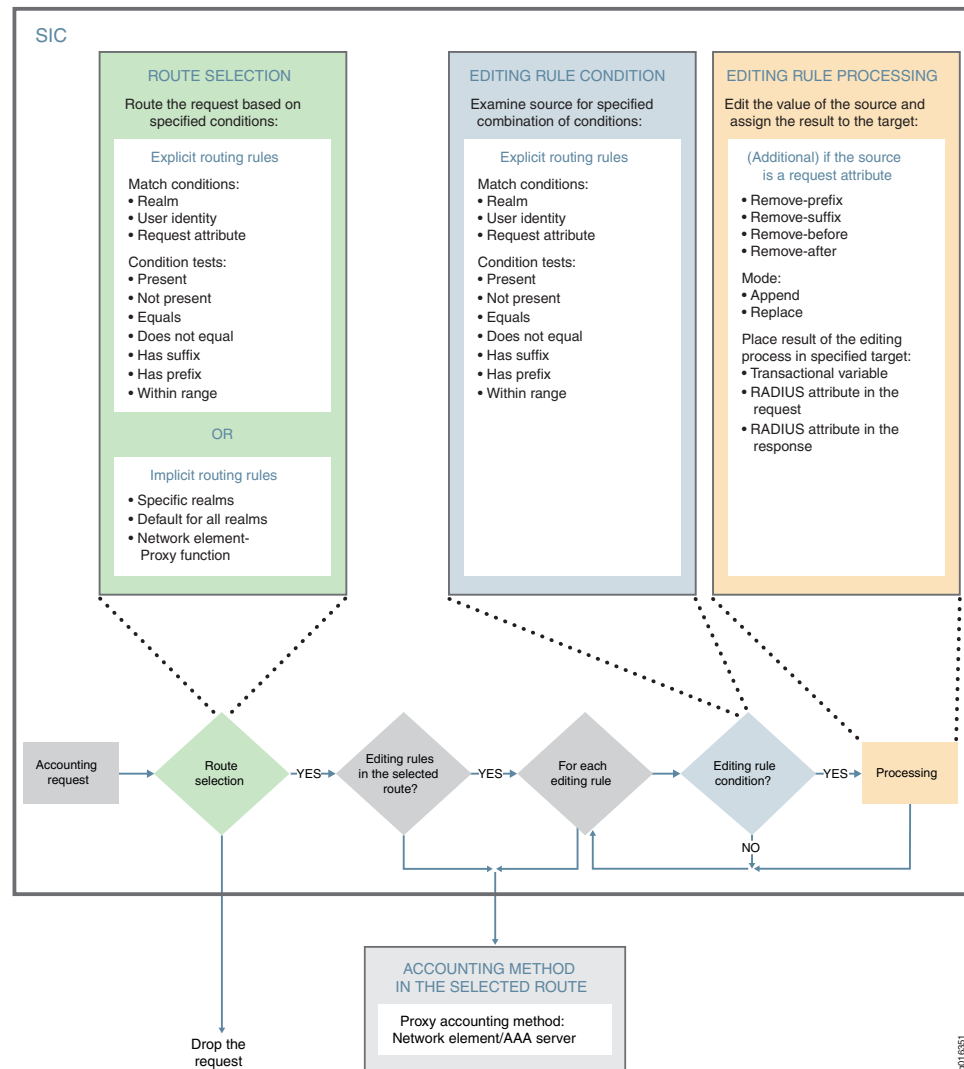 SIC
ROUTE SELECTION
Route the request based on
specified conditions:
Explicit routing rules
Match conditions:
• Realm
• User identity
• Request attribute
Condition tests:
• Present
• Not present
• Equals
• Does not equal
• Has suffix
• Has prefix
• Within range
OR
Implicit routing rules
• Specific realms
• Default for all realms
• Network element-
Proxy function
EDITING RULE CONDITION
Examine source for specified
combination of conditions:
Explicit routing rules
Match conditions:
• Realm
• User identity
• Request attribute
Condition tests:
• Present
• Not present
• Equals
• Does not equal
• Has suffix
• Has prefix
• Within range
EDITING RULE PROCESSING
Edit the value of the source and
assign the result to the target:
(Additional) if the source
is a request attribute
• Remove-prefix
• Remove-suffix
• Remove-before
• Remove-after
Mode:
• Append
• Replace
Place result of the editing
process in specified target:
• Transactional variable
• RADIUS attribute in the
request
• RADIUS attribute in the
response
Accounting
request
Route
selection
YES
Editing rules
in the selected
route?
YES
For each
editing rule
Editing rule
condition?
YES
Processing
NO
ACCOUNTING METHOD
IN THE SELECTED ROUTE
Proxy accounting method:
Network element/AAA server
Drop the
request
g016351